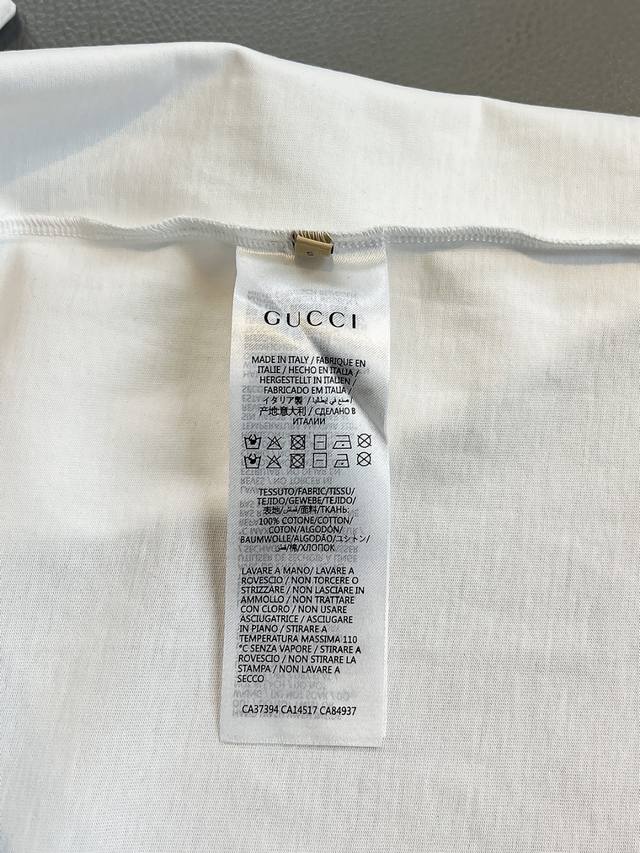 GUCCI
MADE IN ITALY / FABRIQUE EN
ITALIE / HECHO EN ITALIA /
HERGESTELLT IN ITALIEN /
FABRICADO EM ITALIA /
イタリア製 / صنع في إيطاليا /
产地:意大利 / СДЕЛАНО В
ИТАЛИИ
TESSUTO/FABRIC/TISSU/
TEJIDO/GEWEBE/TEJIDO/
表地/قماش/面料/ТКАНЬ:
100% COTONE/COTTON/
COTON/ALGODÓN/
BAUMWOLLE/ALGODÃO/コットン/
棉/ХЛОПОК
LAVARE A MANO/ LAVARE A
ROVESCIO / NON TORCERE O
STRIZZARE / NON LASCIARE IN
AMMOLLO / NON TRATTARE
CON CLORO / NON USARE
ASCIUGATRICE / ASCIUGARE
IN PIANO / STIRARE A
TEMPERATURA MASSIMA 110
°C SENZA VAPORE / STIRARE A
ROVESCIO / NON STIRARE LA
STAMPA / NON LAVARE A
SECCO
CA37394 CA14517 CA84937